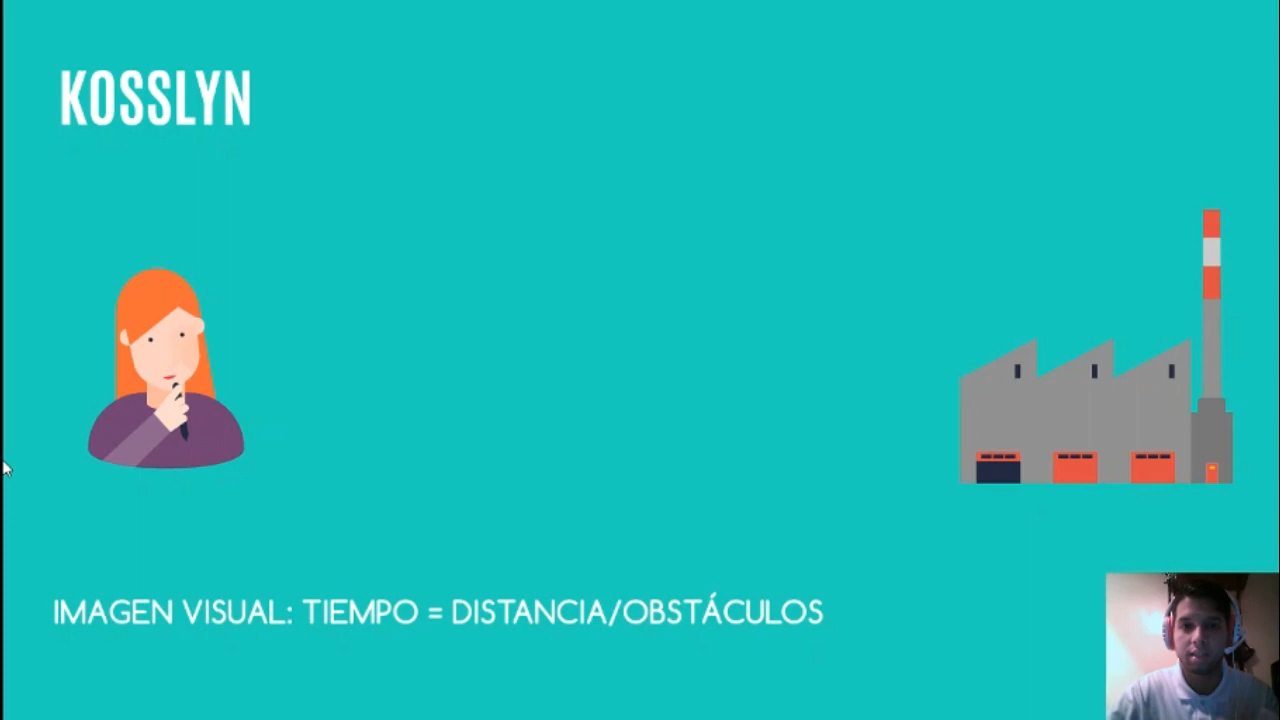 KOSSLYN
IMAGEN VISUAL: TIEMPO = DISTANCIA/OBSTÁCULOS